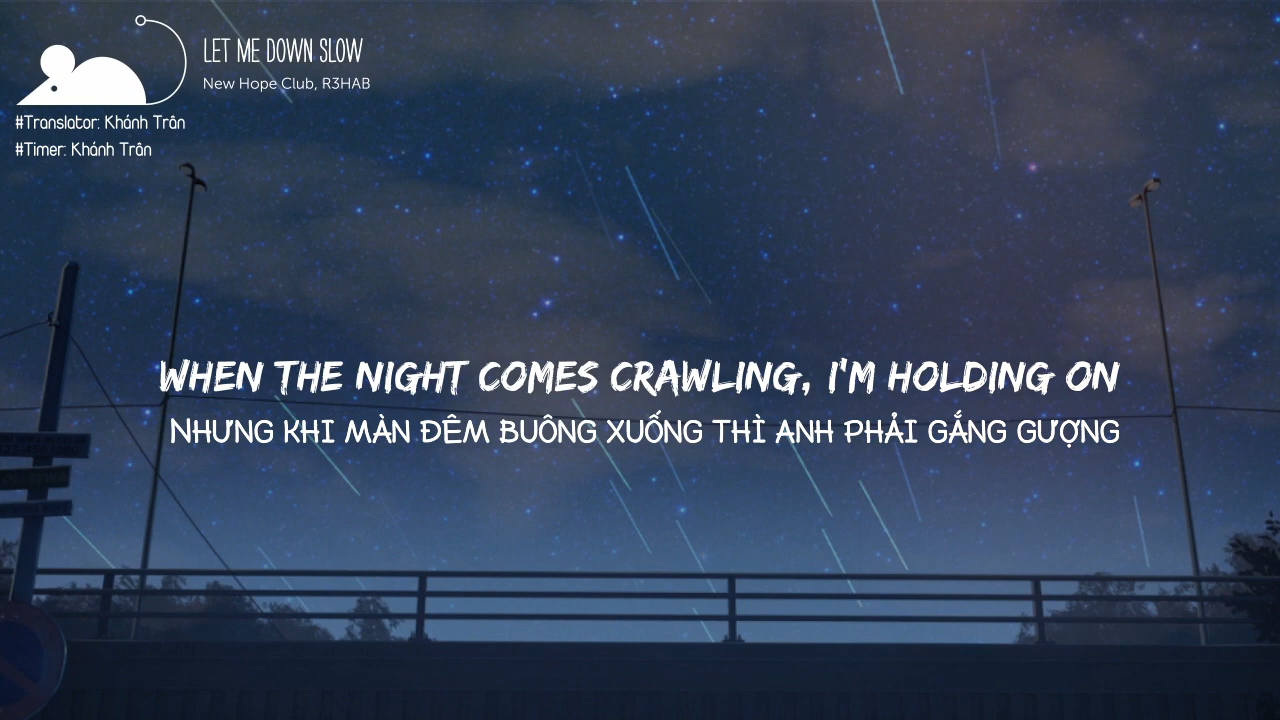 LET ME DOWN SLOW
New Hope Club, R3HAB
#Translator: Khánh Trân
#Timer: Khánh Trân
WHEN THE NIGHT COMES CRAWLING, I'M HOLDING ON
NHƯNG KHI MÀN ĐÊM BUÔNG XUỐNG THÌ ANH PHẢI GẮNG GƯỢNG